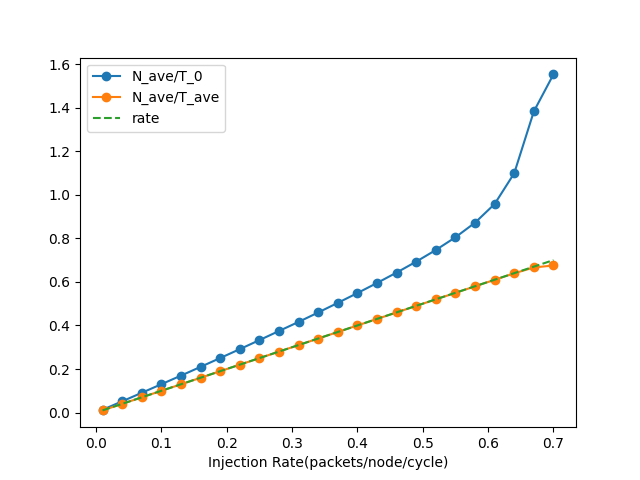 N_ave/T_0
N_ave/T_ave
rate
1.6
1.4
1.2
1.0
0.8
0.6
0.4
0.2
0.0
0.0 0.1 0.2 0.3 0.4 0.5 0.6 0.7
Injection Rate(packets/node/cycle)